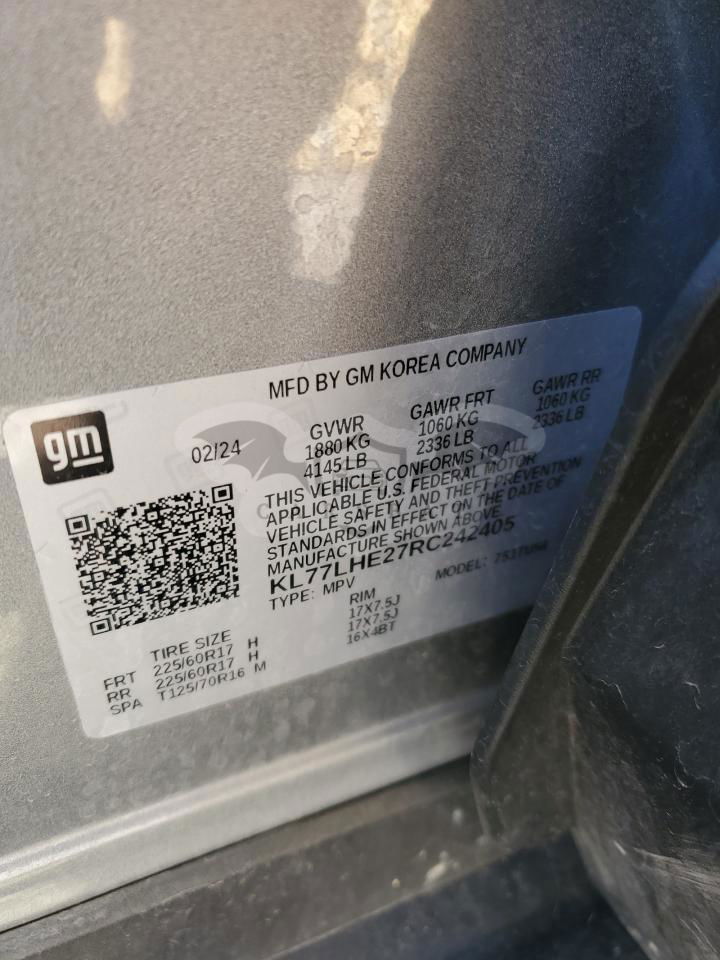 MFD BY GM KOREA COMPANY
gm
02/24
GVWR GAWR FRT GAWR RR
1880 KG 1060 KG 1060 KG
4145 LB 2336 LB 2336 LB
THIS VEHICLE CONFORMS TO ALL
APPLICABLE U.S. FEDERAL MOTOR
VEHICLE SAFETY AND THEFT PREVENTION
STANDARDS IN EFFECT ON THE DATE OF
MANUFACTURE SHOWN ABOVE
KL77LHE27RC242405
TYPE: MPV MODEL:
TIRE SIZE RIM
FRT 225/60R17 H 17X7.5J
RR 225/60R17 H 17X7.5J
SPA T125/70R16 M 16X4BT